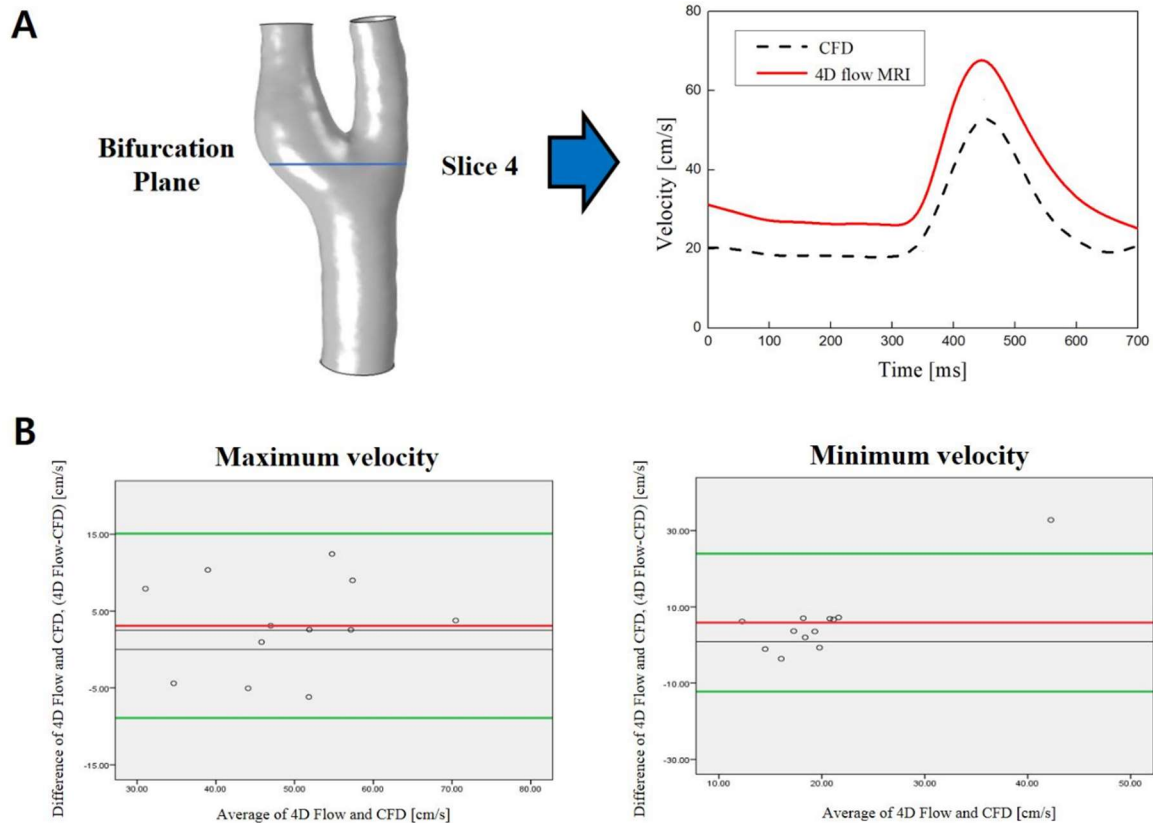 A
Bifurcation
Plane
Slice 4
80
60
40
20
0
Velocity [cm/s]
CFD
4D flow MRI
0 100 200 300 400 500 600 700
Time [ms]
B
Maximum velocity
Difference of 4D Flow and CFD, (4D Flow-CFD) [cm/s]
15.00
5.00
-5.00
-15.00
30.00 40.00 50.00 60.00 70.00 80.00
Average of 4D Flow and CFD [cm/s]
Minimum velocity
Difference of 4D Flow and CFD, (4D Flow-CFD) [cm/s]
30.00
10.00
-10.00
-30.00
10.00 20.00 30.00 40.00 50.00
Average of 4D Flow and CFD [cm/s]